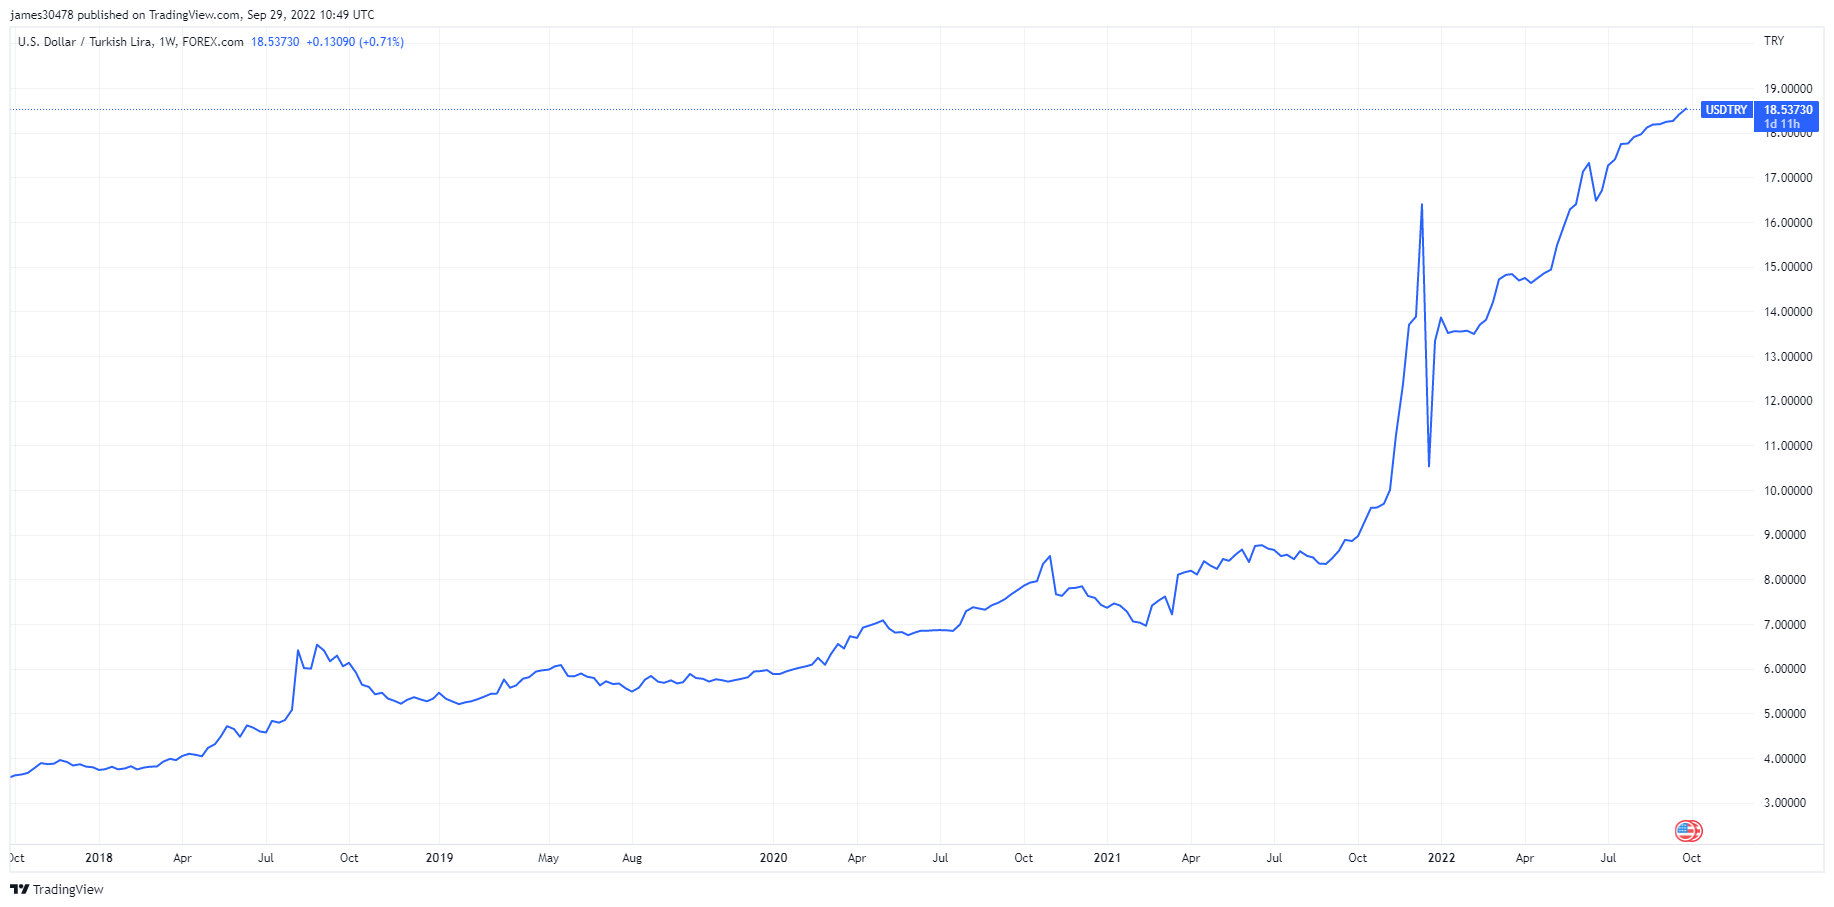 james30478 published on TradingView.com, Sep 29, 2022 10:49 UTC
U.S. Dollar / Turkish Lira, 1W, FOREX.com 18.53730 +0.13090 (+0.71%)
TRY
19.00000
USDTRY 18.53730
1d 11h
18.00000
17.00000
16.00000
15.00000
14.00000
13.00000
12.00000
11.00000
10.00000
9.00000
8.00000
7.00000
6.00000
5.00000
4.00000
3.00000
Oct 2018 Apr Jul Oct 2019 May Aug 2020 Apr Jul Oct 2021 Apr Jul Oct 2022 Apr Jul Oct
TradingView